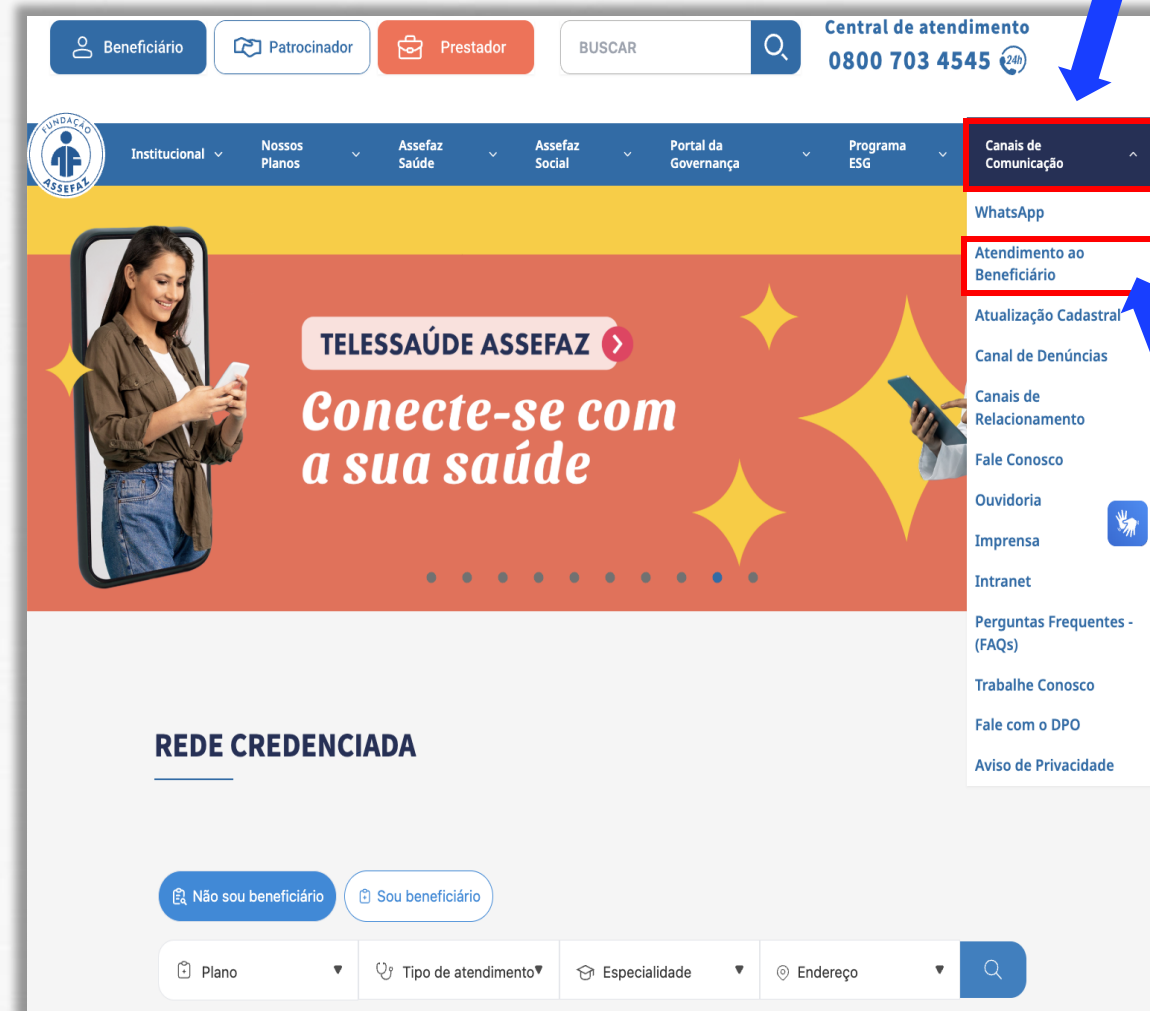 Beneficiário
Patrocinador
Prestador
BUSCAR
Central de atendimento
0800 703 4545 24h
FUNDAÇÃO
ASSEFAZ
Institucional
Nossos
Planos
Assefaz
Saúde
Assefaz
Social
Portal da
Governança
Programa
ESG
Canais de
Comunicação
WhatsApp
Atendimento ao
Beneficiário
Atualização Cadastral
Canal de Denúncias
Canais de
Relacionamento
Fale Conosco
Ouvidoria
Imprensa
Intranet
Perguntas Frequentes -
(FAQs)
Trabalhe Conosco
Fale com o DPO
Aviso de Privacidade
TELESSAÚDE ASSEFAZ
Conecte-se com
a sua saúde
REDE CREDENCIADA
Não sou beneficiário
Sou beneficiário
Plano
Tipo de atendimento
Especialidade
Endereço